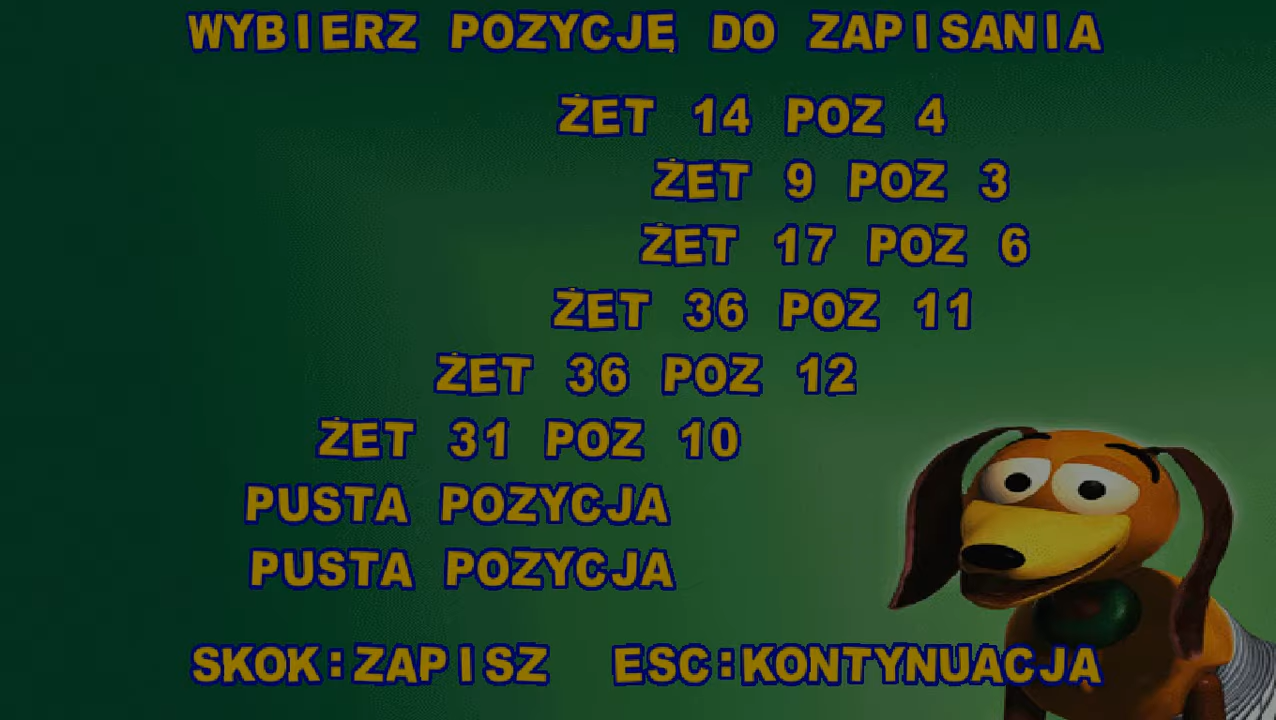 WYBIERZ POZYCJĘ DO ZAPISANIA
ŻET 14 POZ 4
ŻET 9 POZ 3
ŻET 17 POZ 6
ŻET 36 POZ 11
ŻET 36 POZ 12
ŻET 31 POZ 10
PUSTA POZYCJA
PUSTA POZYCJA
SKOK:ZAPISZ ESC:KONTYNUACJA